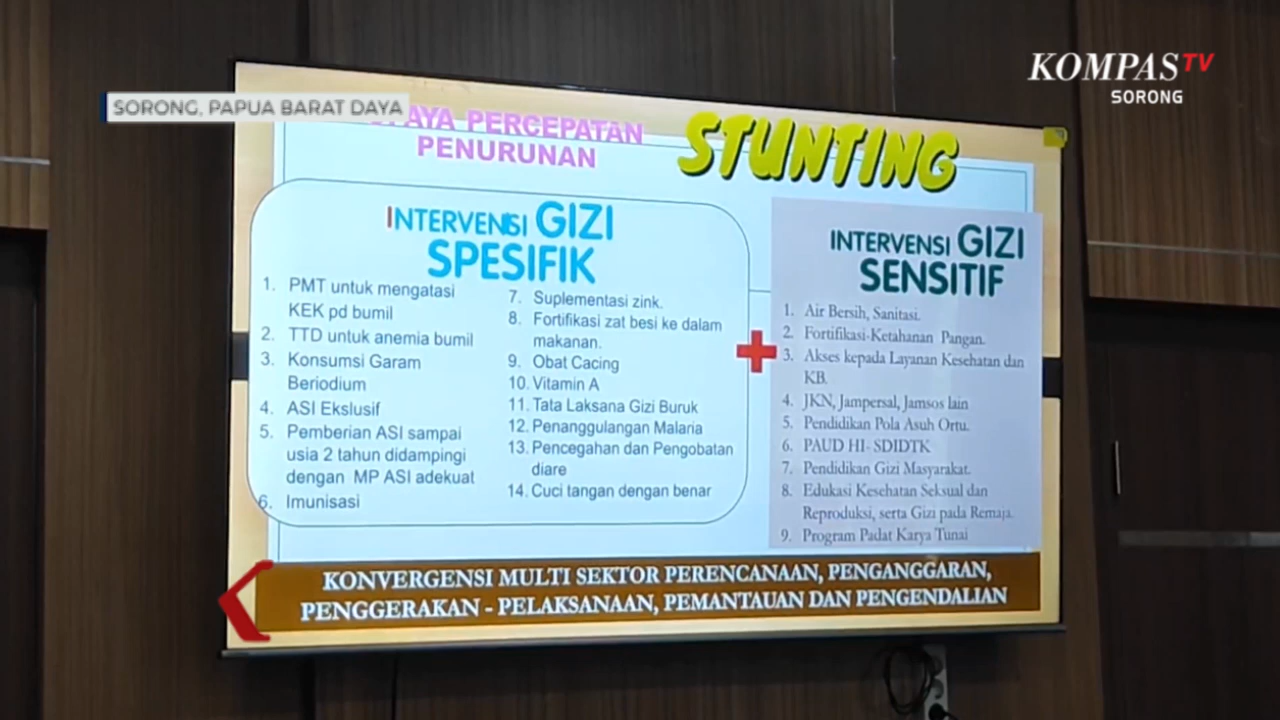 KOMPASTV
SORONG
SORONG, PAPUA BARAT DAYA
PERCEPATAN
PENURUNAN
STUNTING
INTERVENSI GIZI
SPESIFIK
1. PMT untuk mengatasi
KEK pd bumil
2. TTD untuk anemia bumil
3. Konsumsi Garam
Beriodium
4. ASI Ekslusif
5. Pemberian ASI sampai
usia 2 tahun didampingi
dengan MP ASI adekuat
6. Imunisasi
7. Suplementasi zink.
8. Fortifikasi zat besi ke dalam
makanan.
9. Obat Cacing
10. Vitamin A
11. Tata Laksana Gizi Buruk
12. Penanggulangan Malaria
13. Pencegahan dan Pengobatan
diare
14. Cuci tangan dengan benar
INTERVENSI GIZI
SENSITIF
1. Air Bersih, Sanitasi.
2. Fortifikasi-Ketahanan Pangan.
3. Akses kepada Layanan Kesehatan dan
KB.
4. JKN, Jampersal, Jamsos lain
5. Pendidikan Pola Asuh Ortu.
6. PAUD HI- SDIDTK
7. Pendidikan Gizi Masyarakat.
8. Edukasi Kesehatan Seksual dan
Reproduksi, serta Gizi pada Remaja.
9. Program Padat Karya Tunai
KONVERGENSI MULTI SEKTOR PERENCANAAN, PENGANGGARAN,
PENGGERAKAN - PELAKSANAAN, PEMANTAUAN DAN PENGENDALIAN